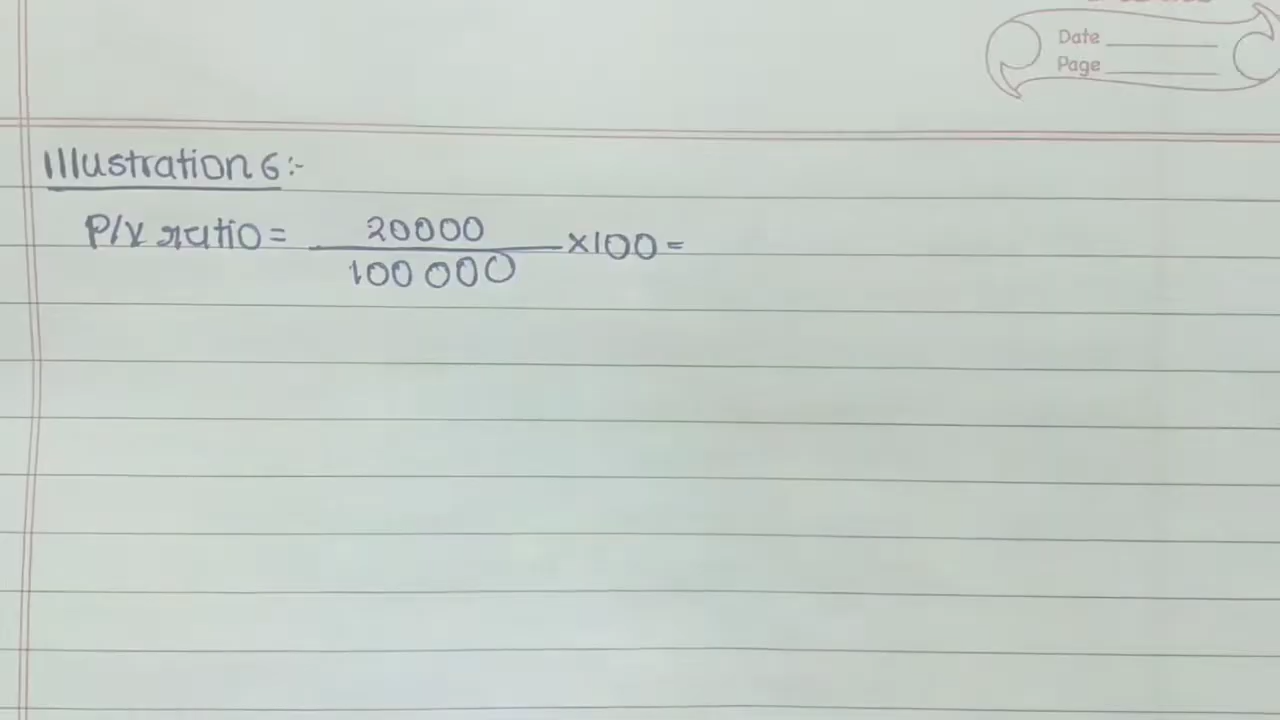 Date
Page
Illustration 6:-
P/V ratio = 20000 / 100 000 ×100 =